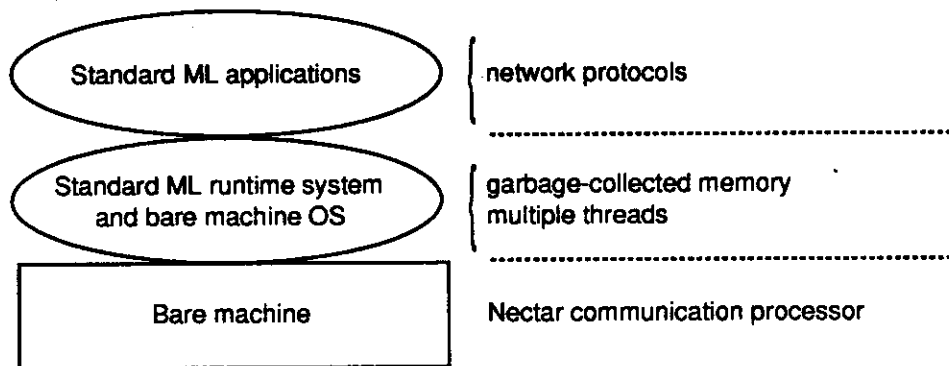 Standard ML applications
network protocols
Standard ML runtime system
and bare machine OS
garbage-collected memory
multiple threads
Bare machine
Nectar communication processor